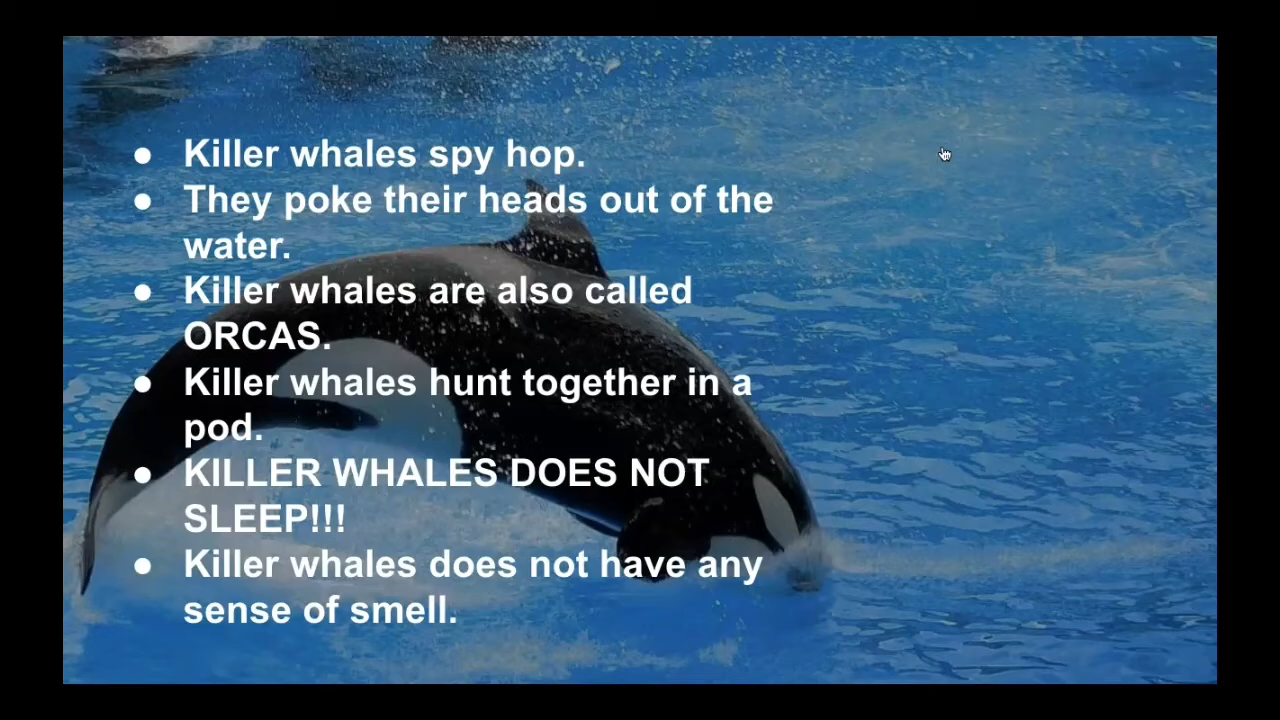 ● Killer whales spy hop.
● They poke their heads out of the
water.
● Killer whales are also called
ORCAS.
● Killer whales hunt together in a
pod.
● KILLER WHALES DOES NOT
SLEEP!!!
● Killer whales does not have any
sense of smell.